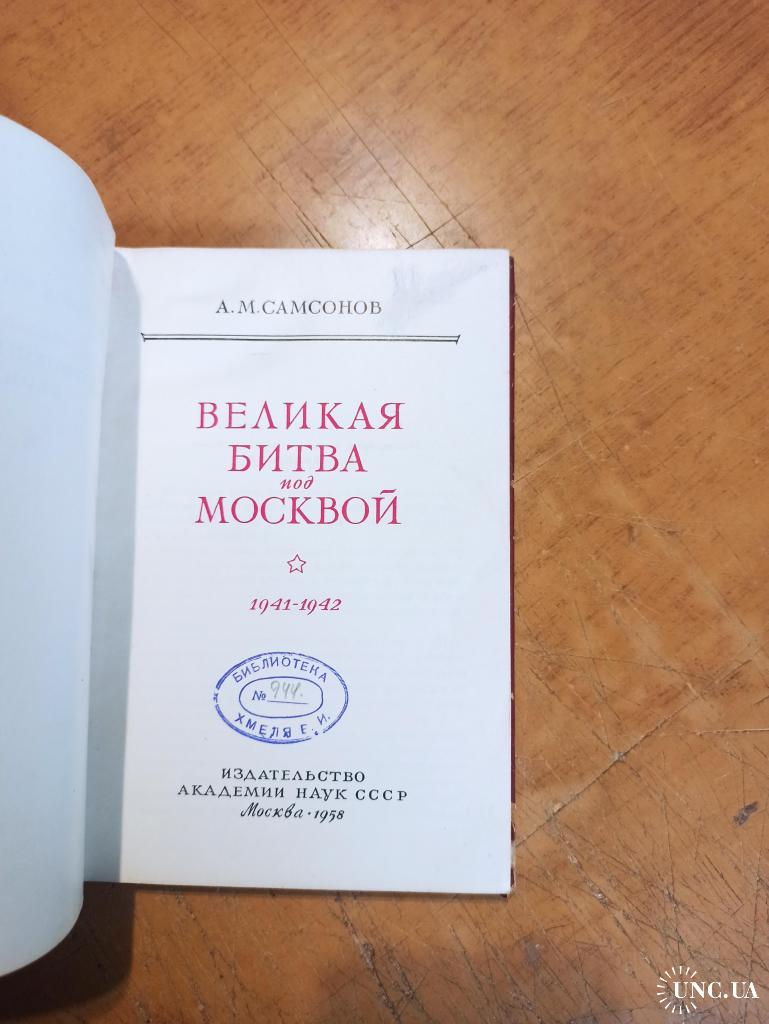 А. М. САМСОНОВ
ВЕЛИКАЯ
БИТВА
под
МОСКВОЙ
1941-1942
БИБЛИОТЕКА
№ 944.
ХМЕЛЯ Е. И.
ИЗДАТЕЛЬСТВО
АКАДЕМИИ НАУК СССР
Москва · 1958
UNC.UA